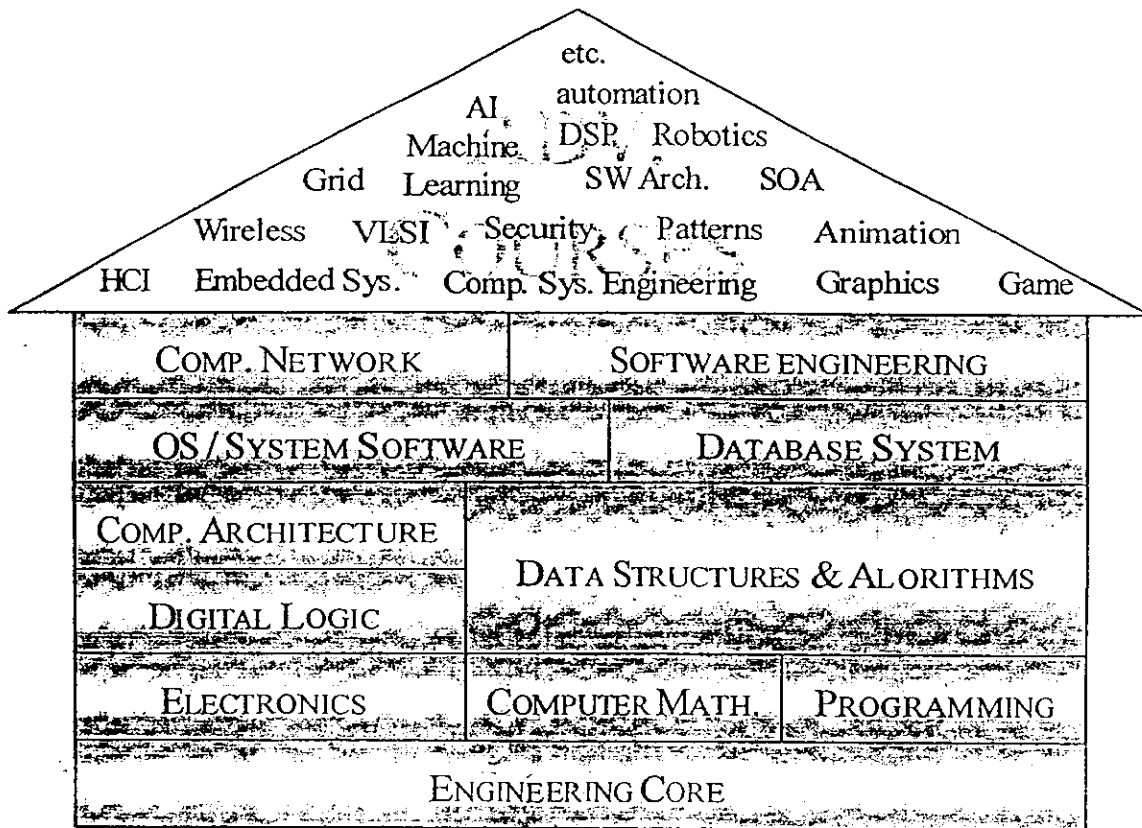 etc.
automation
AI,
DSP, Robotics
Machine
Learning
Grid SW Arch. SOA
Wireless VLSI Security Patterns Animation
HCI Embedded Sys. Comp. Sys. Engineering Graphics Game
COMP. NETWORK SOFTWARE ENGINEERING
OS / SYSTEM SOFTWARE DATABASE SYSTEM
COMP. ARCHITECTURE
DATA STRUCTURES & ALORITHMS
DIGITAL LOGIC
ELECTRONICS COMPUTER MATH. PROGRAMMING
ENGINEERING CORE